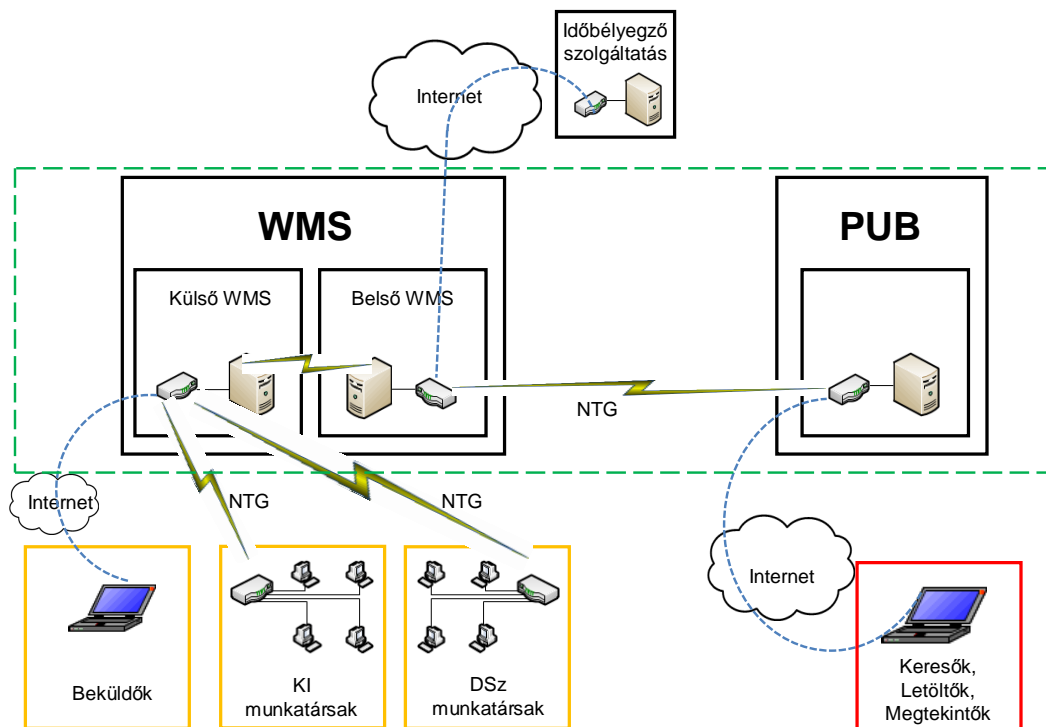 Időbélyegző
szolgáltatás
Internet
WMS
PUB
Külső WMS
Belső WMS
NTG
Internet
NTG
NTG
Internet
Beküldők
KI
munkatársak
DSz
munkatársak
Keresők,
Letöltők,
Megtekintők